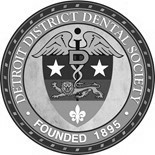 DETROIT DISTRICT DENTAL SOCIETY
D
• FOUNDED 1895 •